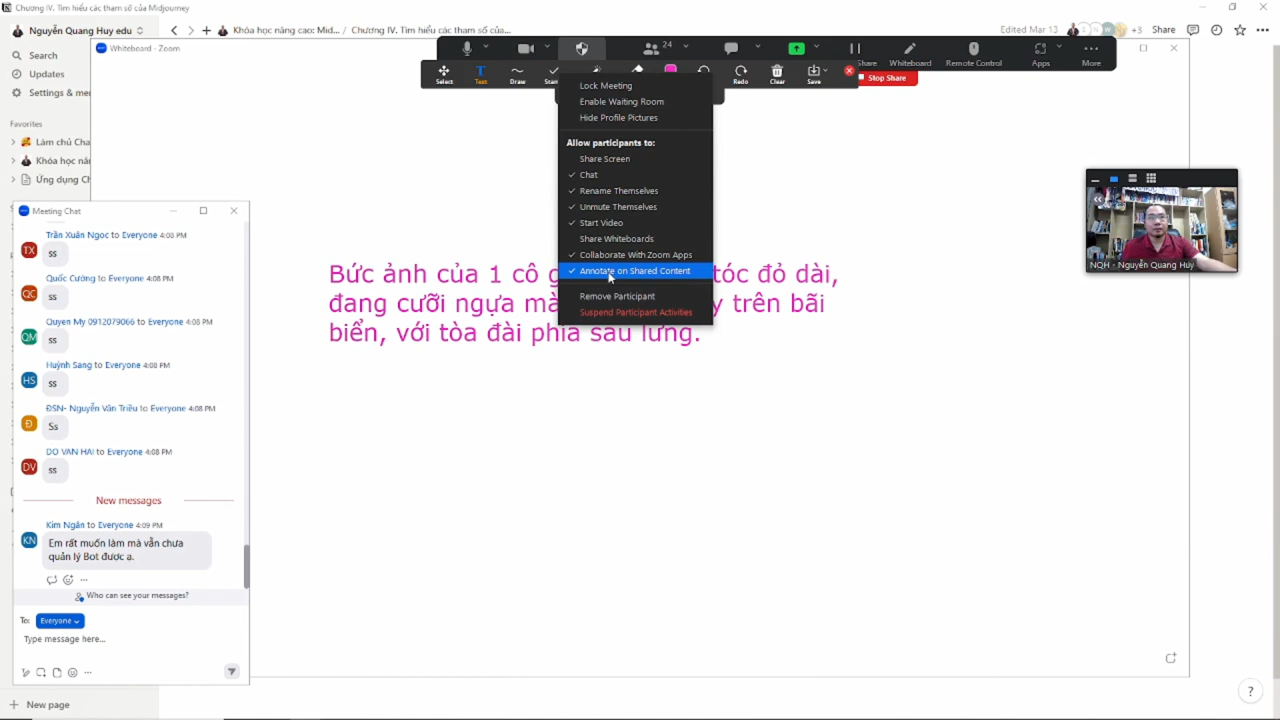 Chương IV. Tìm hiểu các tham số của Midjourney
Nguyễn Quang Huy edu
Khóa học nâng cao: Mid... / Chương IV. Tìm hiểu các tham số của...
Edited Mar 13
+3
Share
Search
Updates
Settings & me
Favorites
Làm chủ Cha
Khóa học nâ
Ứng dụng Ch
New page
Whiteboard - Zoom
24
Share
Whiteboard
Remote Control
Apps
More
Select
Text
Draw
Stam
Redo
Clear
Save
Stop Share
Lock Meeting
Enable Waiting Room
Hide Profile Pictures
Allow participants to:
Share Screen
Chat
Rename Themselves
Unmute Themselves
Start Video
Share Whiteboards
Collaborate With Zoom Apps
Annotate on Shared Content
Remove Participant
Suspend Participant Activities
Bức ảnh của 1 cô g tóc đỏ dài,
đang cưỡi ngựa mà y trên bãi
biển, với tòa đài phía sau lưng.
NQH - Nguyễn Quang Huy
Meeting Chat
Trần Xuân Ngoc to Everyone 4:08 PM
TX
ss
Quốc Cường to Everyone 4:08 PM
QC
ss
Quyen My 0912079066 to Everyone 4:08 PM
QM
ss
Huỳnh Sang to Everyone 4:08 PM
HS
ss
ĐSN- Nguyễn Văn Triều to Everyone 4:08 PM
Đ
Ss
DO VAN HAI to Everyone 4:08 PM
DV
ss
New messages
Kim Ngân to Everyone 4:09 PM
KN
Em rất muốn làm mà vẫn chưa
quản lý Bot được ạ.
Who can see your messages?
To: Everyone
Type message here...
?